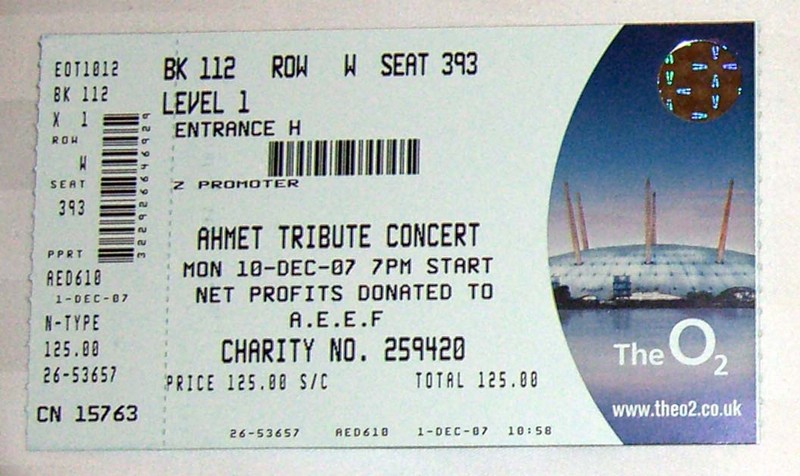 EOT1012
BK 112
X 1
ROW
W
SEAT
393
PPRT
AED610
1-DEC-07
N-TYPE
125.00
26-53657
CN 15763
BK 112 ROW W SEAT 393
LEVEL 1
ENTRANCE H
Z PROMOTER
AHMET TRIBUTE CONCERT
MON 10-DEC-07 7PM START
NET PROFITS DONATED TO
A.E.E.F
CHARITY NO. 259420
PRICE 125.00 S/C TOTAL 125.00
26-53657 AED610 1-DEC-07 10:58
The O2
www.theo2.co.uk